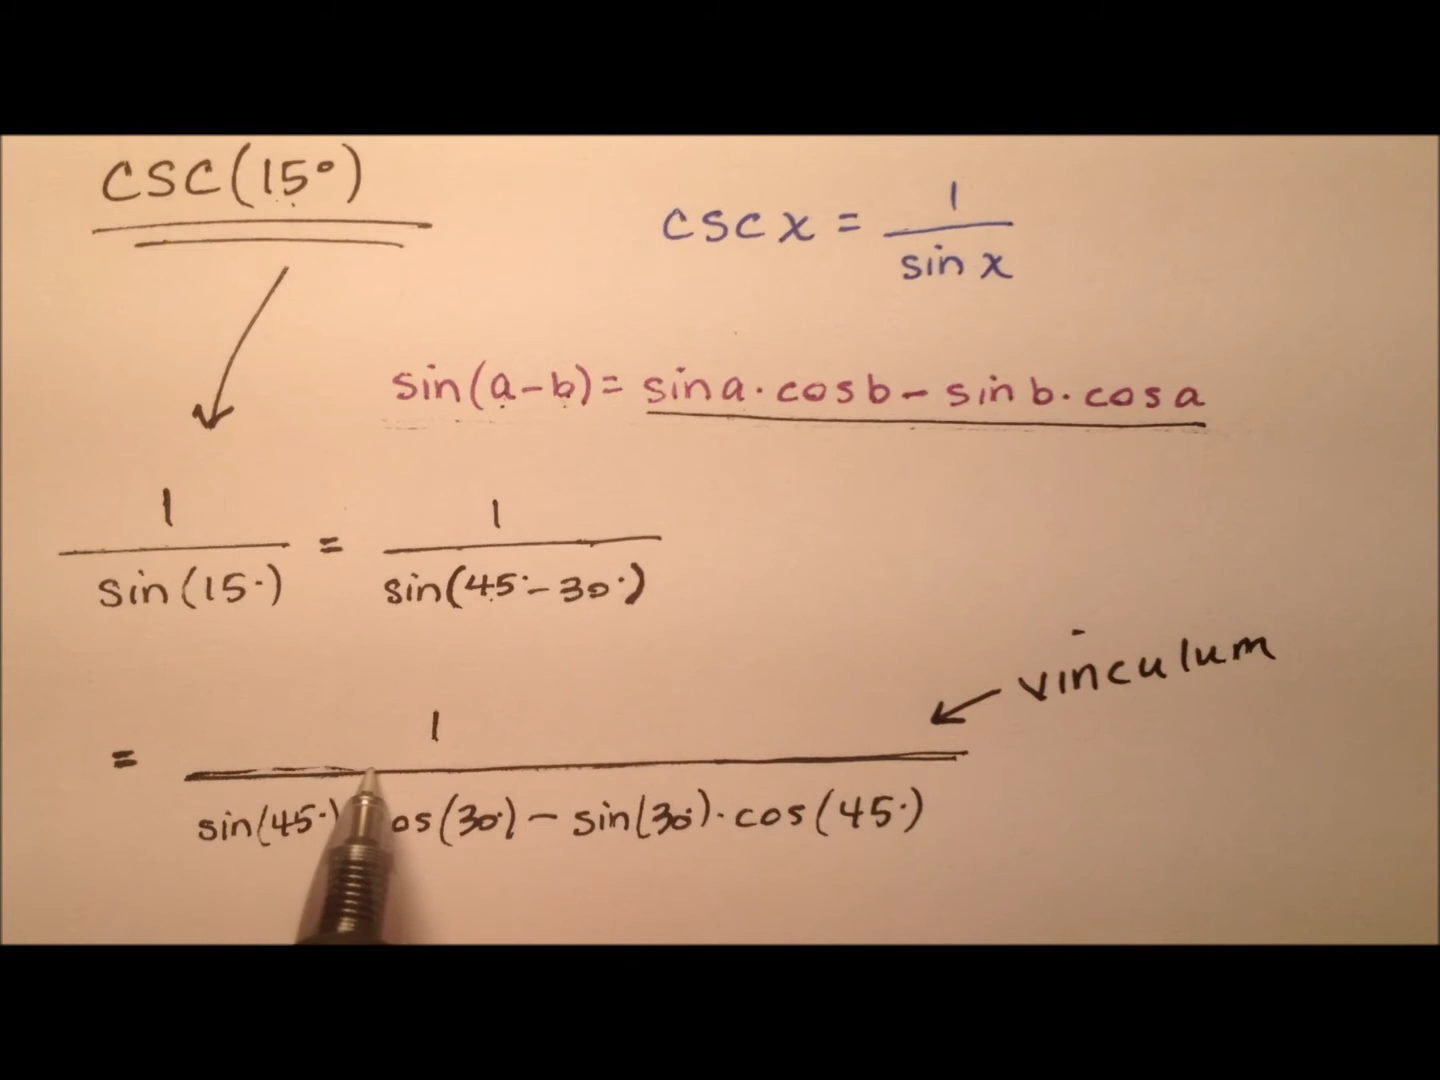 csc(15°)
csc x = 1 / sin x
sin(a-b) = sin a · cos b - sin b · cos a
1 / sin(15°) = 1 / sin(45°-30°)
vinculum
= 1 / sin(45°) os(30°) - sin(30°) · cos(45°)